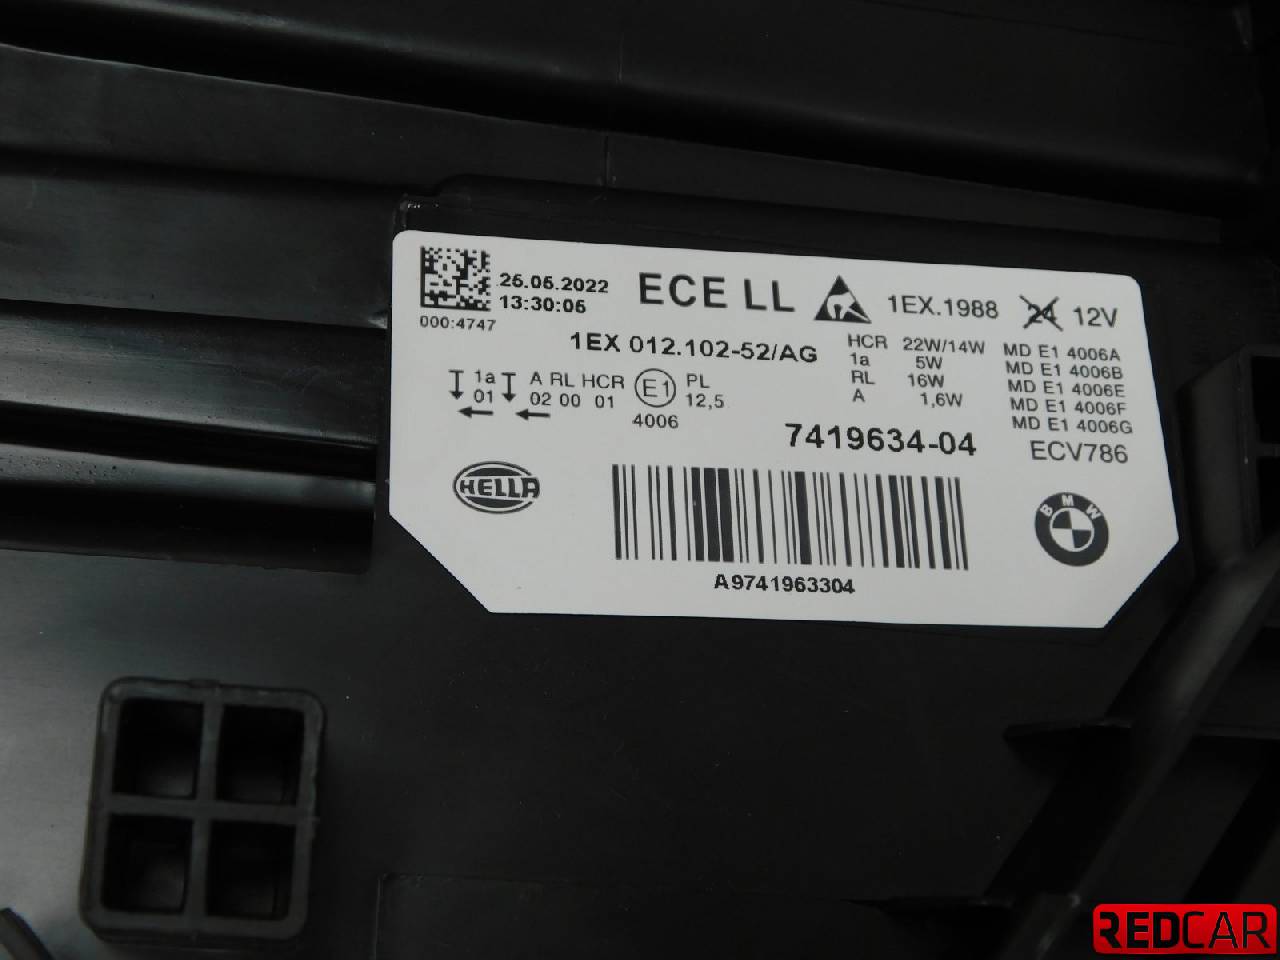 26.05.2022
13:30:05
000:4747
ECE LL
1EX.1988
24 12V
1EX 012.102-52/AG
HCR 22W/14W
1a 5W
RL 16W
A 1,6W
MD E1 4006A
MD E1 4006B
MD E1 4006E
MD E1 4006F
MD E1 4006G
1a A RL HCR E1 PL
01 02 00 01 12,5
4006
7419634-04
ECV786
HELLA
BMW
A9741963304
REDCAR